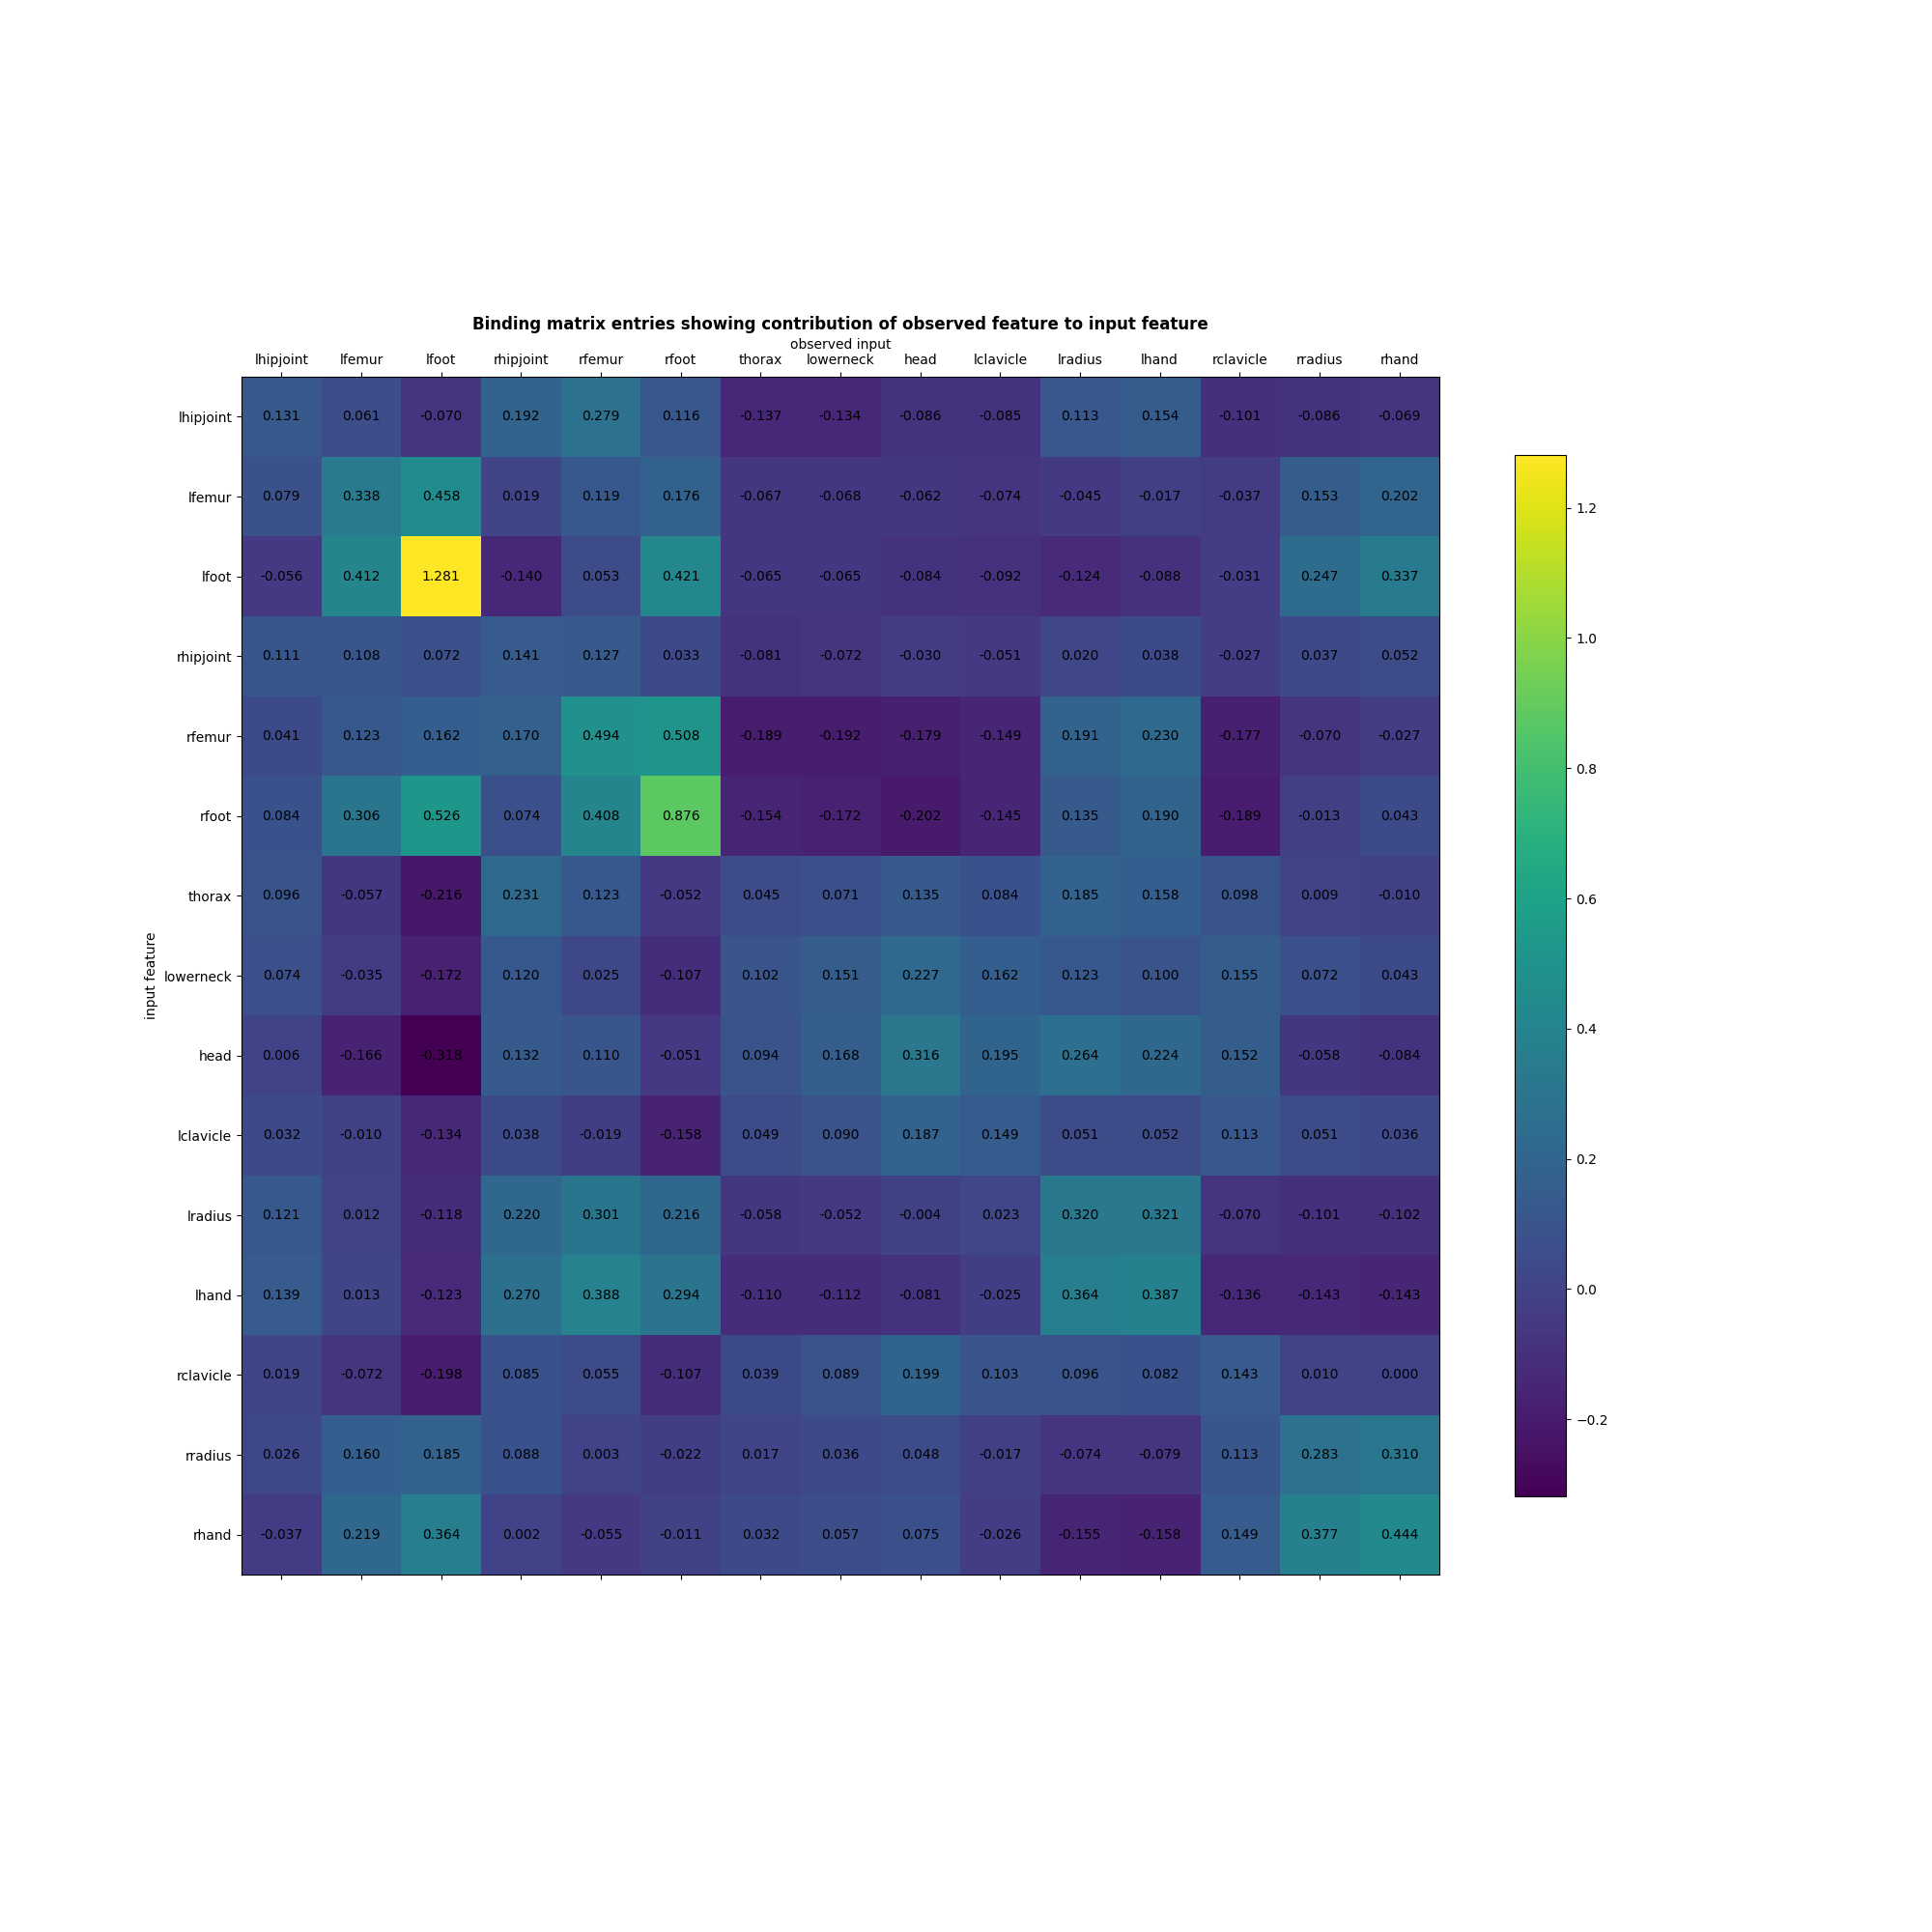 Binding matrix entries showing contribution of observed feature to input feature
observed input
lhipjoint lfemur lfoot rhipjoint rfemur rfoot thorax lowerneck head lclavicle lradius lhand rclavicle rradius rhand
lhipjoint 0.131 0.061 -0.070 0.192 0.279 0.116 -0.137 -0.134 -0.086 -0.085 0.113 0.154 -0.101 -0.086 -0.069
lfemur 0.079 0.338 0.458 0.019 0.119 0.176 -0.067 -0.068 -0.062 -0.074 -0.045 -0.017 -0.037 0.153 0.202
1.2
lfoot -0.056 0.412 1.281 -0.140 0.053 0.421 -0.065 -0.065 -0.084 -0.092 -0.124 -0.088 -0.031 0.247 0.337
1.0
rhipjoint 0.111 0.108 0.072 0.141 0.127 0.033 -0.081 -0.072 -0.030 -0.051 0.020 0.038 -0.027 0.037 0.052
rfemur 0.041 0.123 0.162 0.170 0.494 0.508 -0.189 -0.192 -0.179 -0.149 0.191 0.230 -0.177 -0.070 -0.027
0.8
rfoot 0.084 0.306 0.526 0.074 0.408 0.876 -0.154 -0.172 -0.202 -0.145 0.135 0.190 -0.189 -0.013 0.043
thorax 0.096 -0.057 -0.216 0.231 0.123 -0.052 0.045 0.071 0.135 0.084 0.185 0.158 0.098 0.009 -0.010
0.6
input feature
lowerneck 0.074 -0.035 -0.172 0.120 0.025 -0.107 0.102 0.151 0.227 0.162 0.123 0.100 0.155 0.072 0.043
0.4
head 0.006 -0.166 -0.318 0.132 0.110 -0.051 0.094 0.168 0.316 0.195 0.264 0.224 0.152 -0.058 -0.084
lclavicle 0.032 -0.010 -0.134 0.038 -0.019 -0.158 0.049 0.090 0.187 0.149 0.051 0.052 0.113 0.051 0.036
0.2
lradius 0.121 0.012 -0.118 0.220 0.301 0.216 -0.058 -0.052 -0.004 0.023 0.320 0.321 -0.070 -0.101 -0.102
0.0
lhand 0.139 0.013 -0.123 0.270 0.388 0.294 -0.110 -0.112 -0.081 -0.025 0.364 0.387 -0.136 -0.143 -0.143
rclavicle 0.019 -0.072 -0.198 0.085 0.055 -0.107 0.039 0.089 0.199 0.103 0.096 0.082 0.143 0.010 0.000
−0.2
rradius 0.026 0.160 0.185 0.088 0.003 -0.022 0.017 0.036 0.048 -0.017 -0.074 -0.079 0.113 0.283 0.310
rhand -0.037 0.219 0.364 0.002 -0.055 -0.011 0.032 0.057 0.075 -0.026 -0.155 -0.158 0.149 0.377 0.444